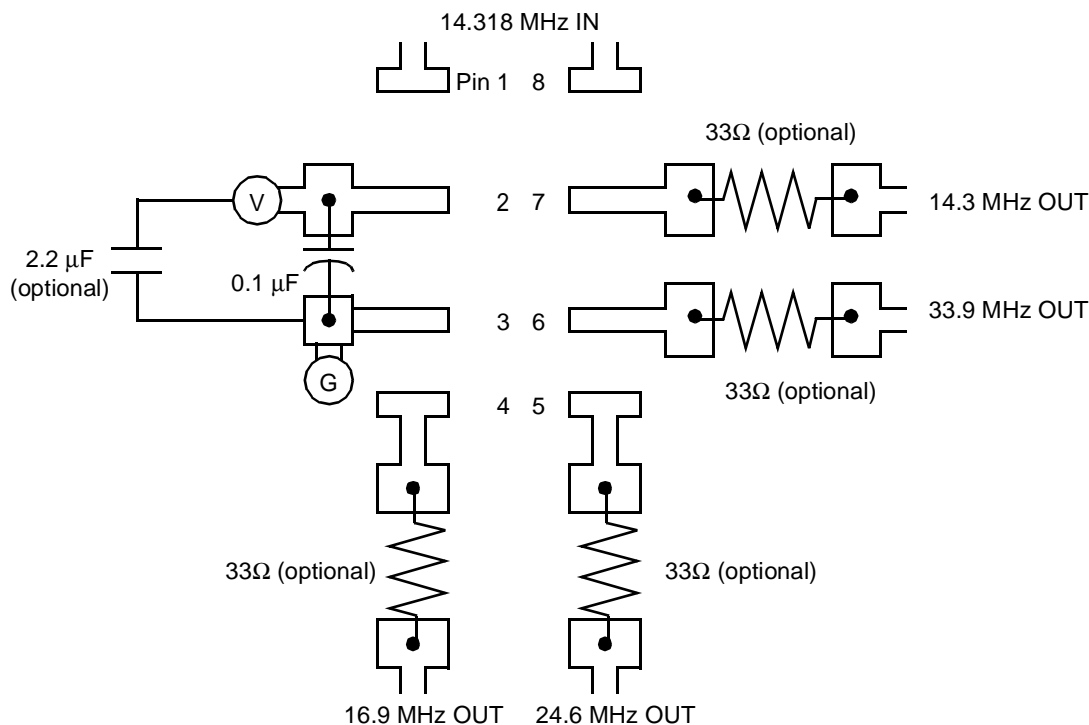 14.318 MHz IN
Pin 1 8
33Ω (optional)
V
2 7
14.3 MHz OUT
2.2 μF
(optional)
0.1 μF
3 6
33.9 MHz OUT
G
33Ω (optional)
4 5
33Ω (optional)
33Ω (optional)
16.9 MHz OUT
24.6 MHz OUT